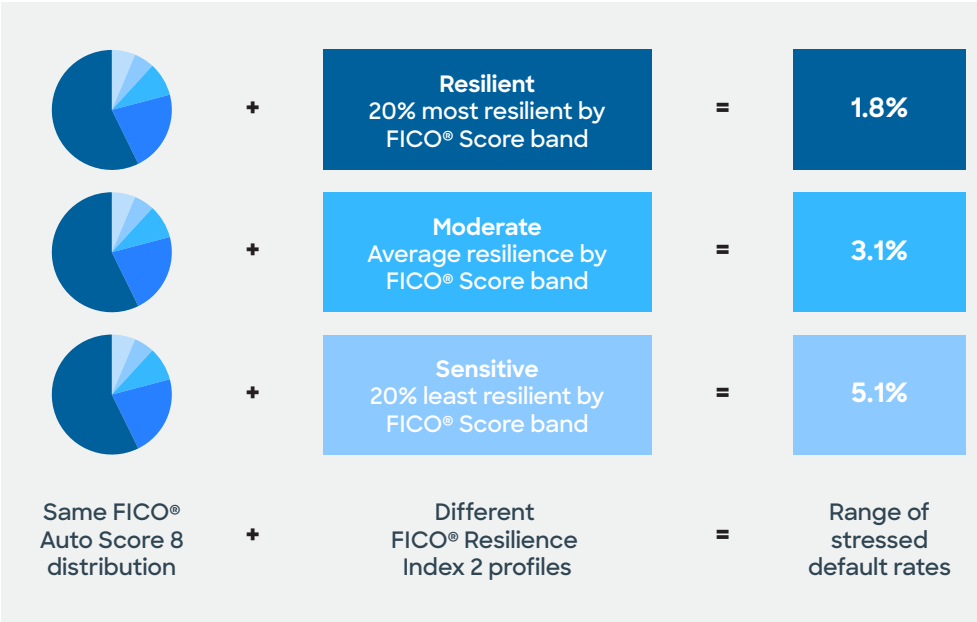 +
Resilient
20% most resilient by
FICO® Score band
=
1.8%
+
Moderate
Average resilience by
FICO® Score band
=
3.1%
+
Sensitive
20% least resilient by
FICO® Score band
=
5.1%
Same FICO®
Auto Score 8
distribution
+
Different
FICO® Resilience
Index 2 profiles
=
Range of
stressed
default rates